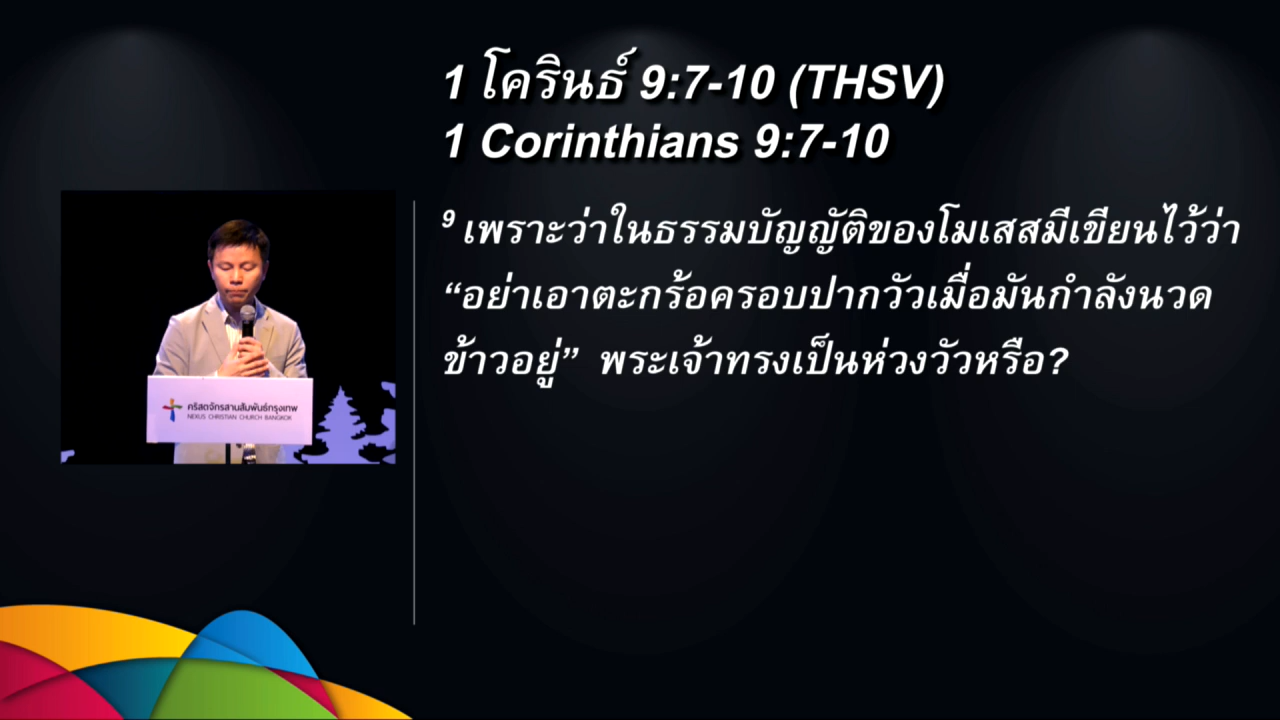 1 โครินธ์ 9:7-10 (THSV)
1 Corinthians 9:7-10
9 เพราะว่าในธรรมบัญญัติของโมเสสมีเขียนไว้ว่า
“อย่าเอาตะกร้อครอบปากวัวเมื่อมันกำลังนวด
ข้าวอยู่” พระเจ้าทรงเป็นห่วงวัวหรือ?
คริสตจักรสานสัมพันธ์กรุงเทพ
NEXUS CHRISTIAN CHURCH BANGKOK